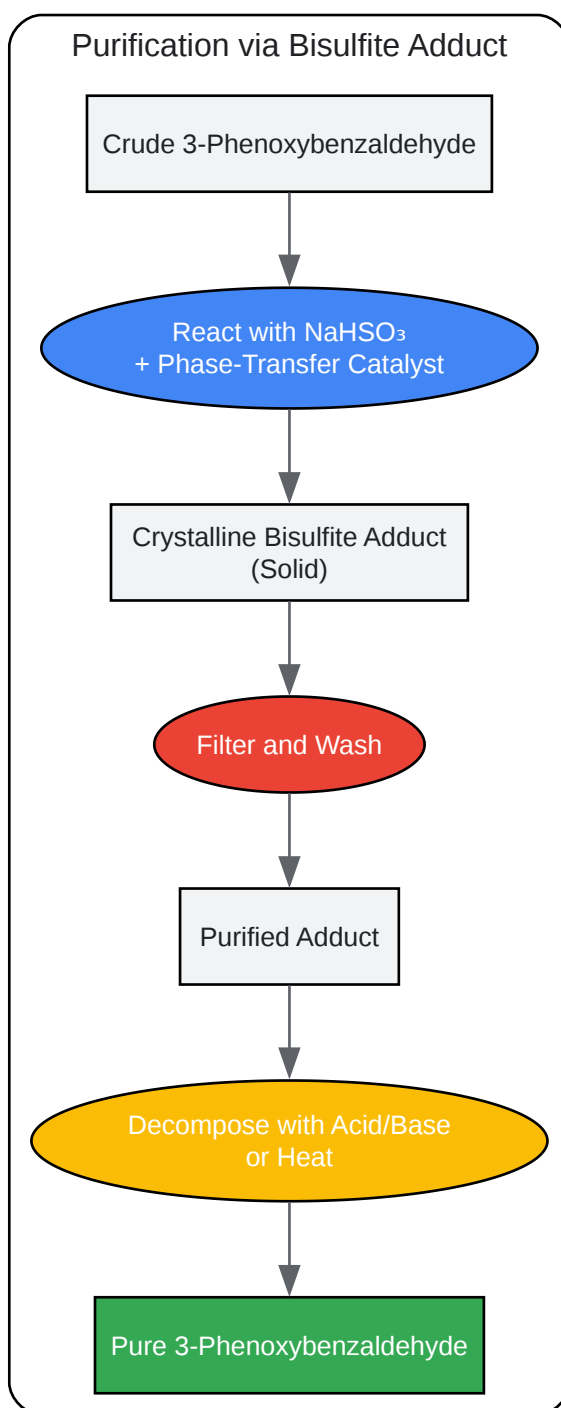 Purification via Bisulfite Adduct
Crude 3-Phenoxybenzaldehyde
React with NaHSO₃
+ Phase-Transfer Catalyst
Crystalline Bisulfite Adduct
(Solid)
Filter and Wash
Purified Adduct
Decompose with Acid/Base
or Heat
Pure 3-Phenoxybenzaldehyde